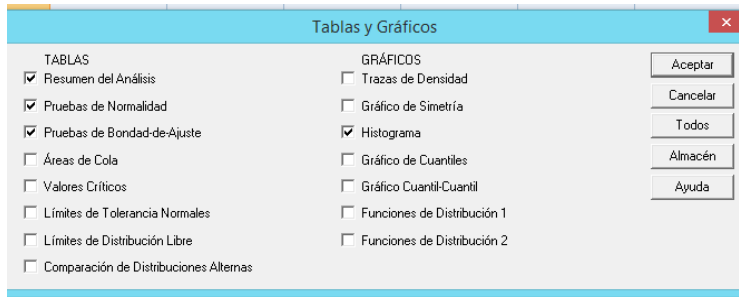 Tablas y Gráficos
TABLAS
Resumen del Análisis
Pruebas de Normalidad
Pruebas de Bondad-de-Ajuste
Áreas de Cola
Valores Críticos
Límites de Tolerancia Normales
Límites de Distribución Libre
Comparación de Distribuciones Alternas
GRÁFICOS
Trazas de Densidad
Gráfico de Simetría
Histograma
Gráfico de Cuantiles
Gráfico Cuantil-Cuantil
Funciones de Distribución 1
Funciones de Distribución 2
Aceptar
Cancelar
Todos
Almacén
Ayuda